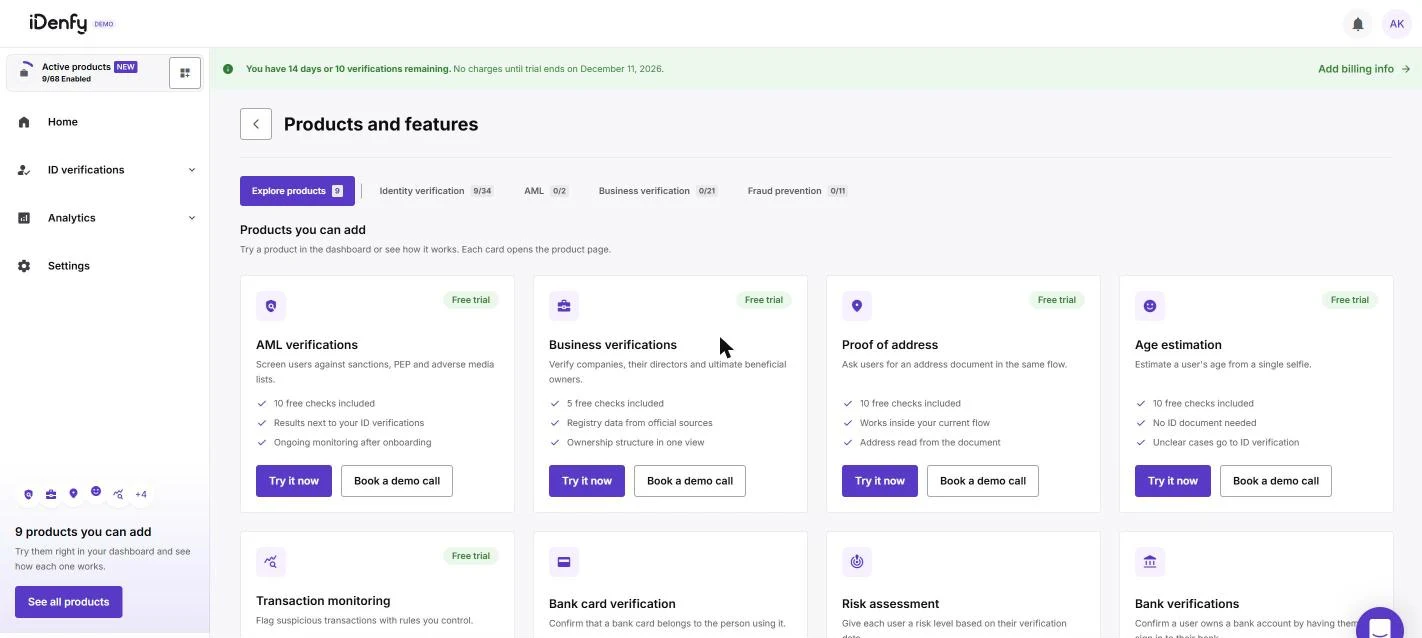 iDenfy DEMO
AK
Active products NEW
9/68 Enabled
You have 14 days or 10 verifications remaining. No charges until trial ends on December 11, 2026.
Add billing info
Home
ID verifications
Analytics
Settings
Products and features
Explore products 9
Identity verification 9/34
AML 0/2
Business verification 0/21
Fraud prevention 0/11
Products you can add
Try a product in the dashboard or see how it works. Each card opens the product page.
Free trial
AML verifications
Screen users against sanctions, PEP and adverse media
lists.
10 free checks included
Results next to your ID verifications
Ongoing monitoring after onboarding
Try it now
Book a demo call
Free trial
Business verifications
Verify companies, their directors and ultimate beneficial
owners.
5 free checks included
Registry data from official sources
Ownership structure in one view
Try it now
Book a demo call
Free trial
Proof of address
Ask users for an address document in the same flow.
10 free checks included
Works inside your current flow
Address read from the document
Try it now
Book a demo call
Free trial
Age estimation
Estimate a user's age from a single selfie.
10 free checks included
No ID document needed
Unclear cases go to ID verification
Try it now
Book a demo call
+4
9 products you can add
Try them right in your dashboard and see
how each one works.
See all products
Free trial
Transaction monitoring
Flag suspicious transactions with rules you control.
Bank card verification
Confirm that a bank card belongs to the person using it.
Risk assessment
Give each user a risk level based on their verification
Bank verifications
Confirm a user owns a bank account by having them